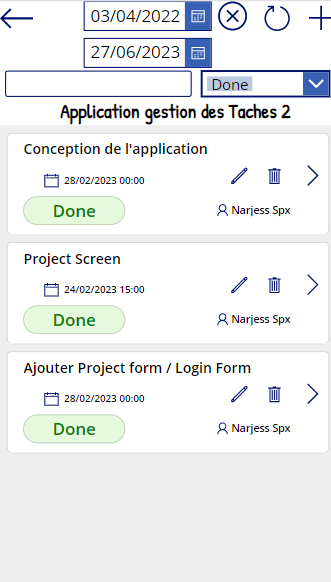 03/04/2022
27/06/2023
Done
Application gestion des Taches 2
Conception de l'application
28/02/2023 00:00
Done
Narjess Spx
Project Screen
24/02/2023 15:00
Done
Narjess Spx
Ajouter Project form / Login Form
28/02/2023 00:00
Done
Narjess Spx